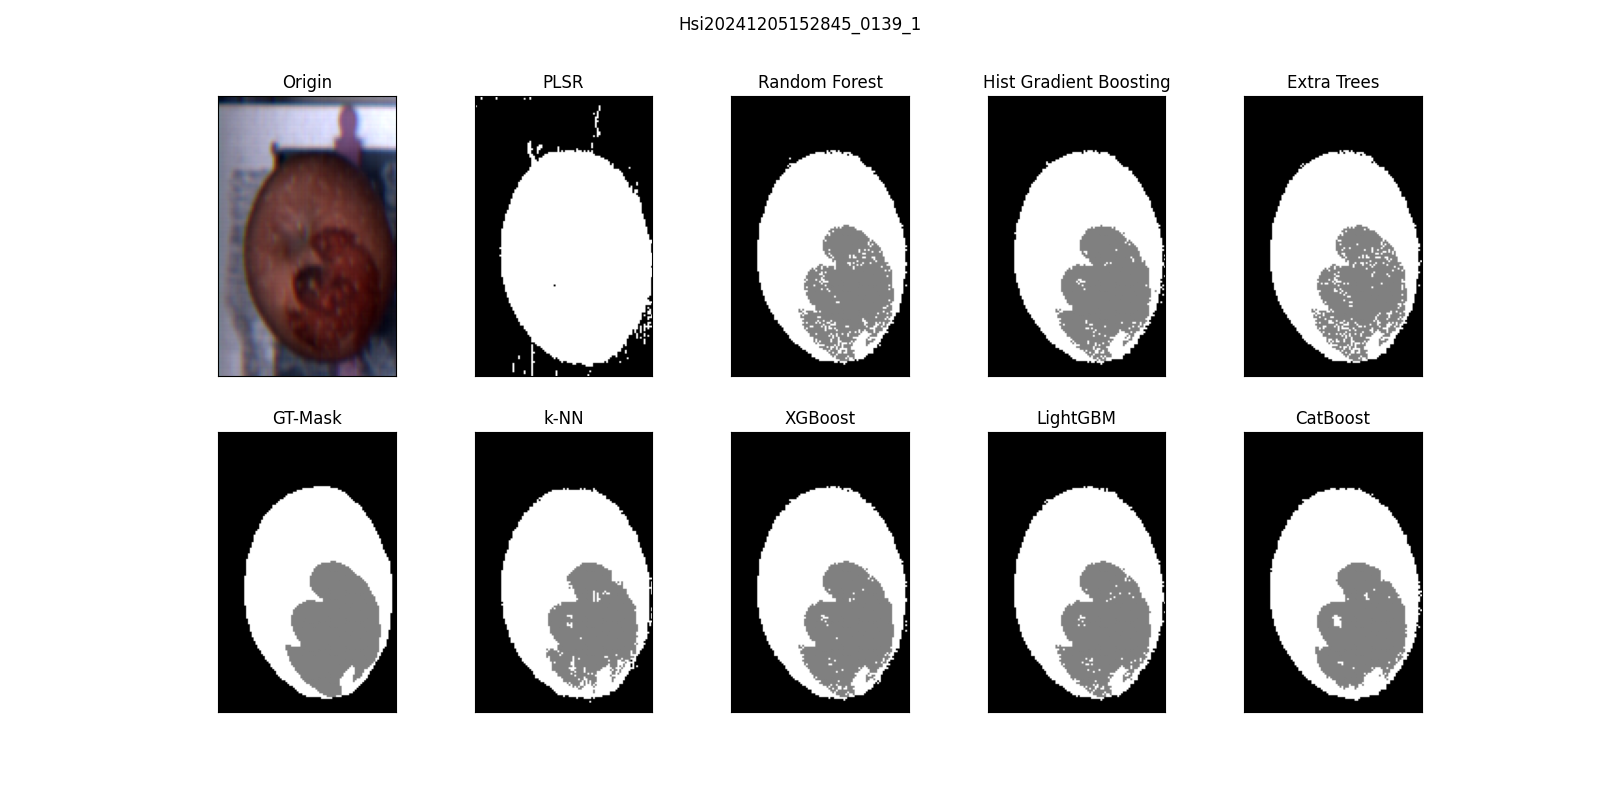 Hsi20241205152845_0139_1
Origin
PLSR
Random Forest
Hist Gradient Boosting
Extra Trees
GT-Mask
k-NN
XGBoost
LightGBM
CatBoost